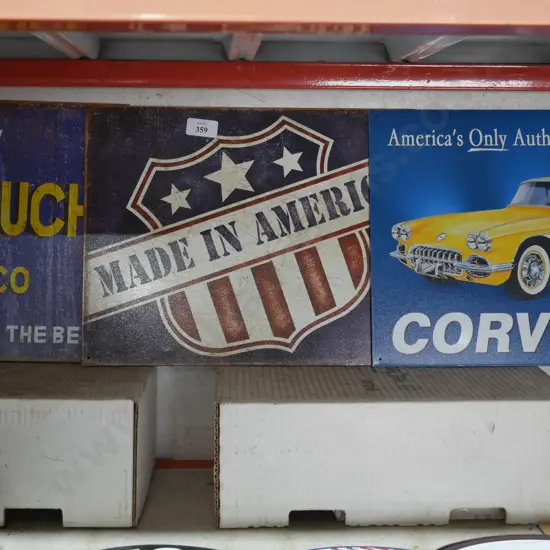 UCH
CO
THE BE
359
MADE IN AMERIC
America's Only Auth
CORV